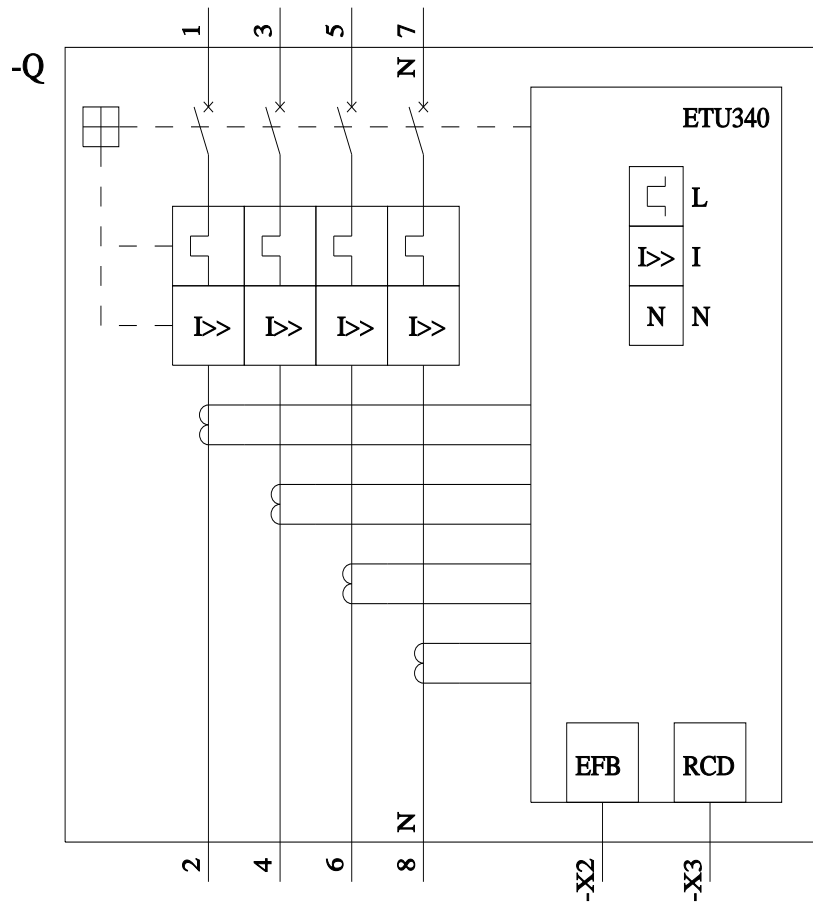 1 3 5 7
N
-Q
ETU340
L
I>> I
N N
I>> I>> I>> I>>
EFB RCD
N
2 4 6 8
-X2 -X3